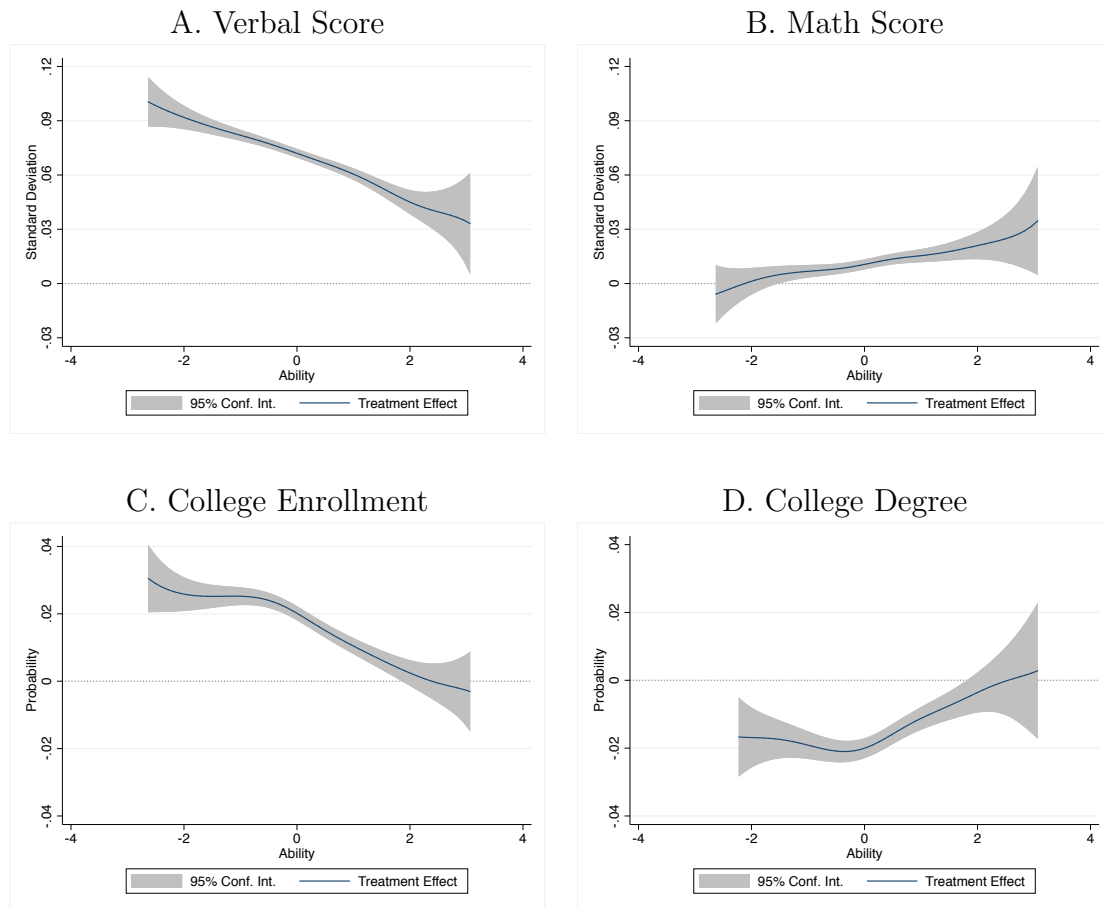 A. Verbal Score
B. Math Score
.12
.09
.06
.03
0
-.03
Standard Deviation
-4
-2
0
2
4
Ability
95% Conf. Int.
Treatment Effect
.12
.09
.06
.03
0
-.03
Standard Deviation
-4
-2
0
2
4
Ability
95% Conf. Int.
Treatment Effect
C. College Enrollment
D. College Degree
.04
.02
0
-.02
-.04
Probability
-4
-2
0
2
4
Ability
95% Conf. Int.
Treatment Effect
.04
.02
0
-.02
-.04
Probability
-4
-2
0
2
4
Ability
95% Conf. Int.
Treatment Effect